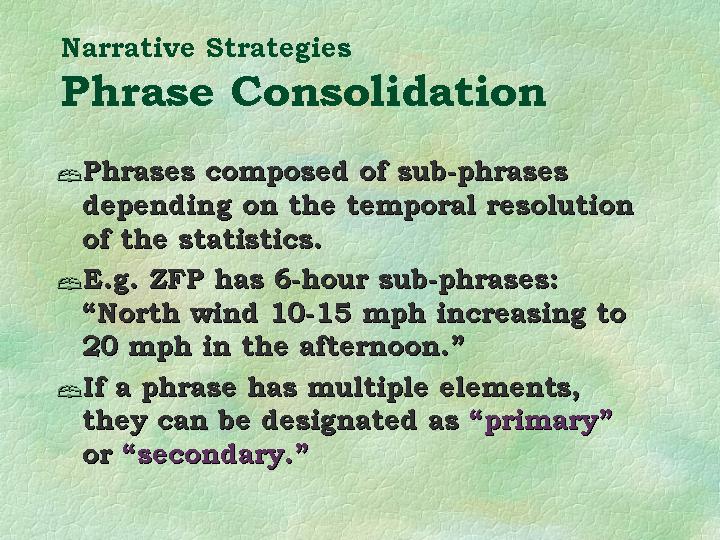 Narrative Strategies
Phrase Consolidation
Phrases composed of sub-phrases
depending on the temporal resolution
of the statistics.
E.g. ZFP has 6-hour sub-phrases:
“North wind 10-15 mph increasing to
20 mph in the afternoon.”
If a phrase has multiple elements,
they can be designated as “primary”
or “secondary.”